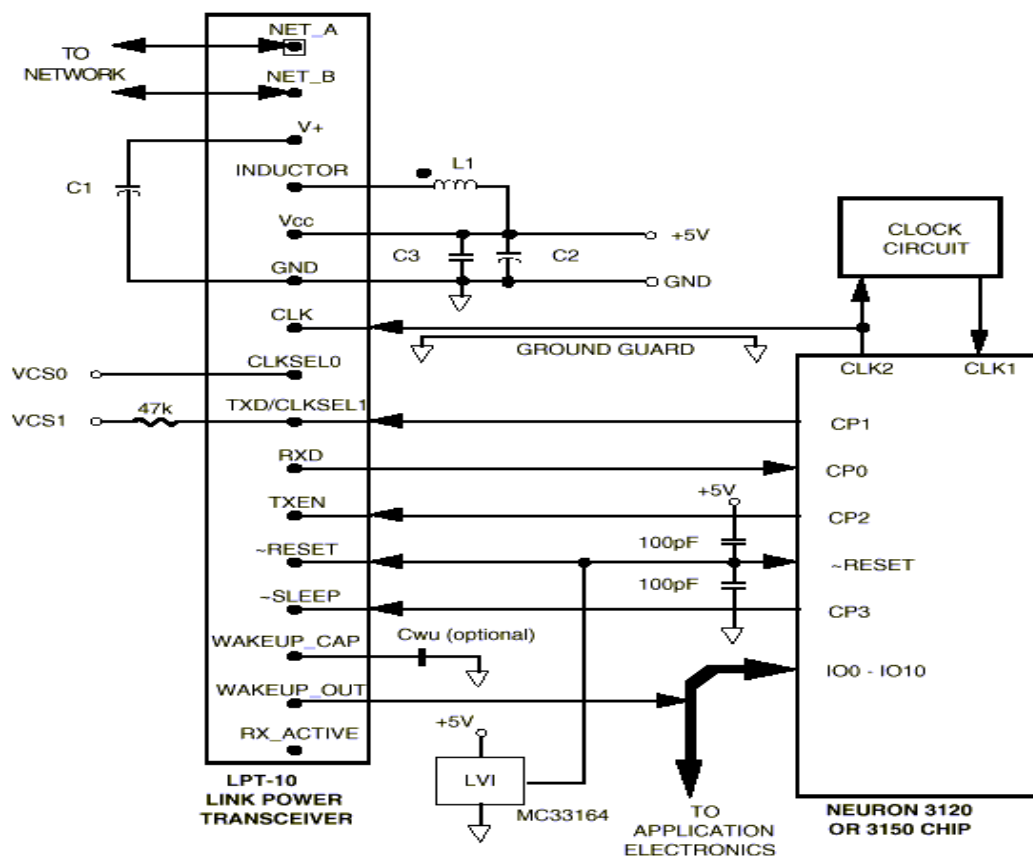 NET_A
TO
NETWORK
NET_B
V+
INDUCTOR
L1
C1
Vcc
+5V
C3
C2
GND
GND
CLOCK
CIRCUIT
CLK
GROUND GUARD
CLK2
CLK1
VCS0
CLKSEL0
VCS1
47k
TXD/CLKSEL1
CP1
RXD
CP0
+5V
TXEN
CP2
100pF
~RESET
~RESET
100pF
~SLEEP
CP3
WAKEUP_CAP
Cwu (optional)
IO0 - IO10
WAKEUP_OUT
+5V
RX_ACTIVE
LVI
MC33164
LPT-10
LINK POWER
TRANSCEIVER
TO
APPLICATION
ELECTRONICS
NEURON 3120
OR 3150 CHIP